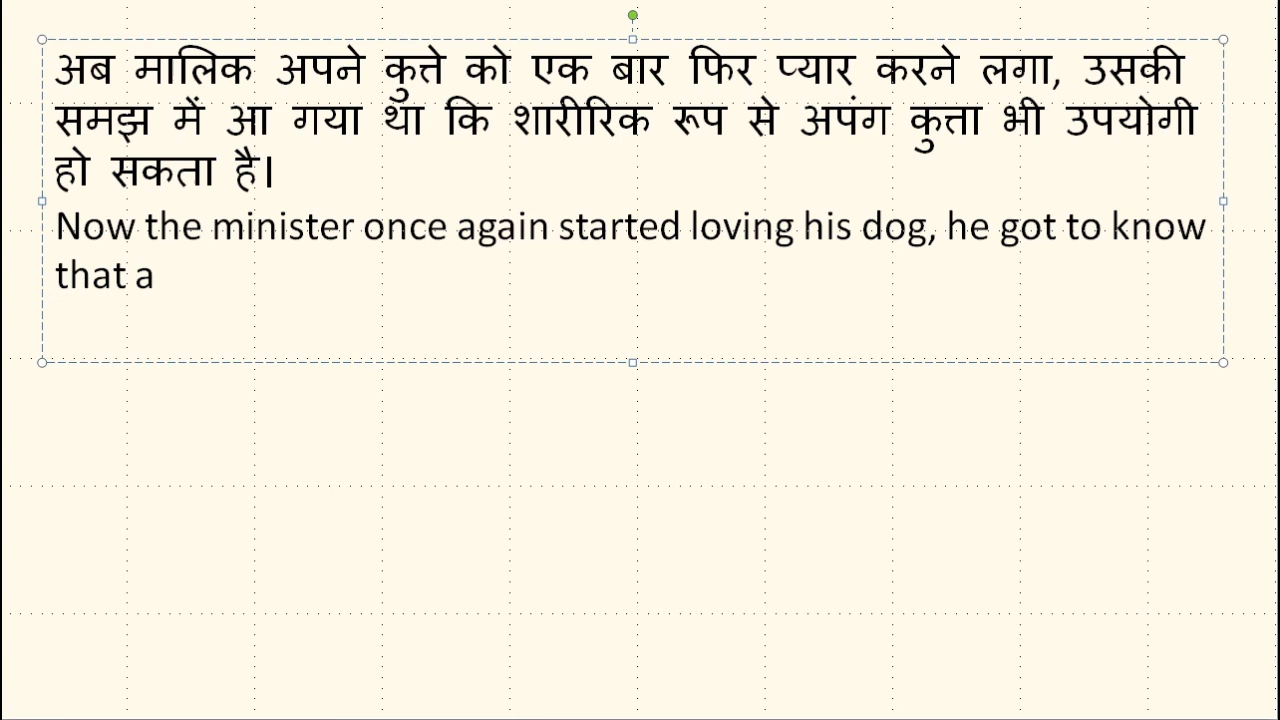 अब मालिक अपने कुत्ते को एक बार फिर प्यार करने लगा, उसकी
समझ में आ गया था कि शारीरिक रूप से अपंग कुत्ता भी उपयोगी
हो सकता है।
Now the minister once again started loving his dog, he got to know
that a